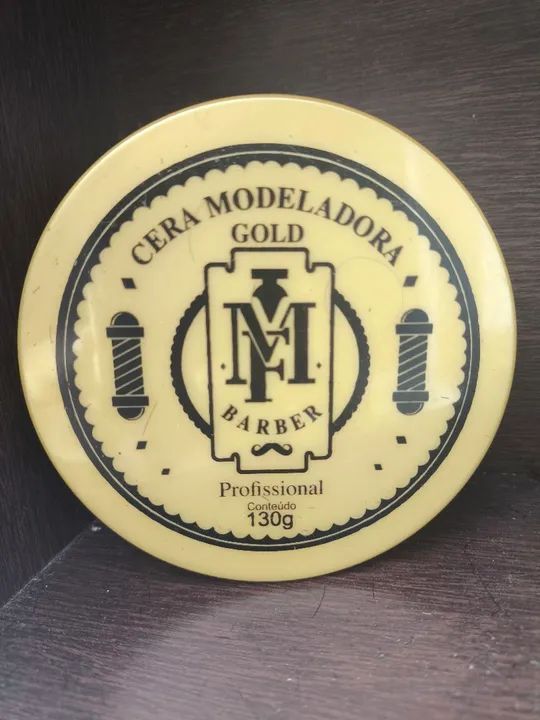 CERA MODELADORA
GOLD
MF
BARBER
Profissional
Conteúdo
130g